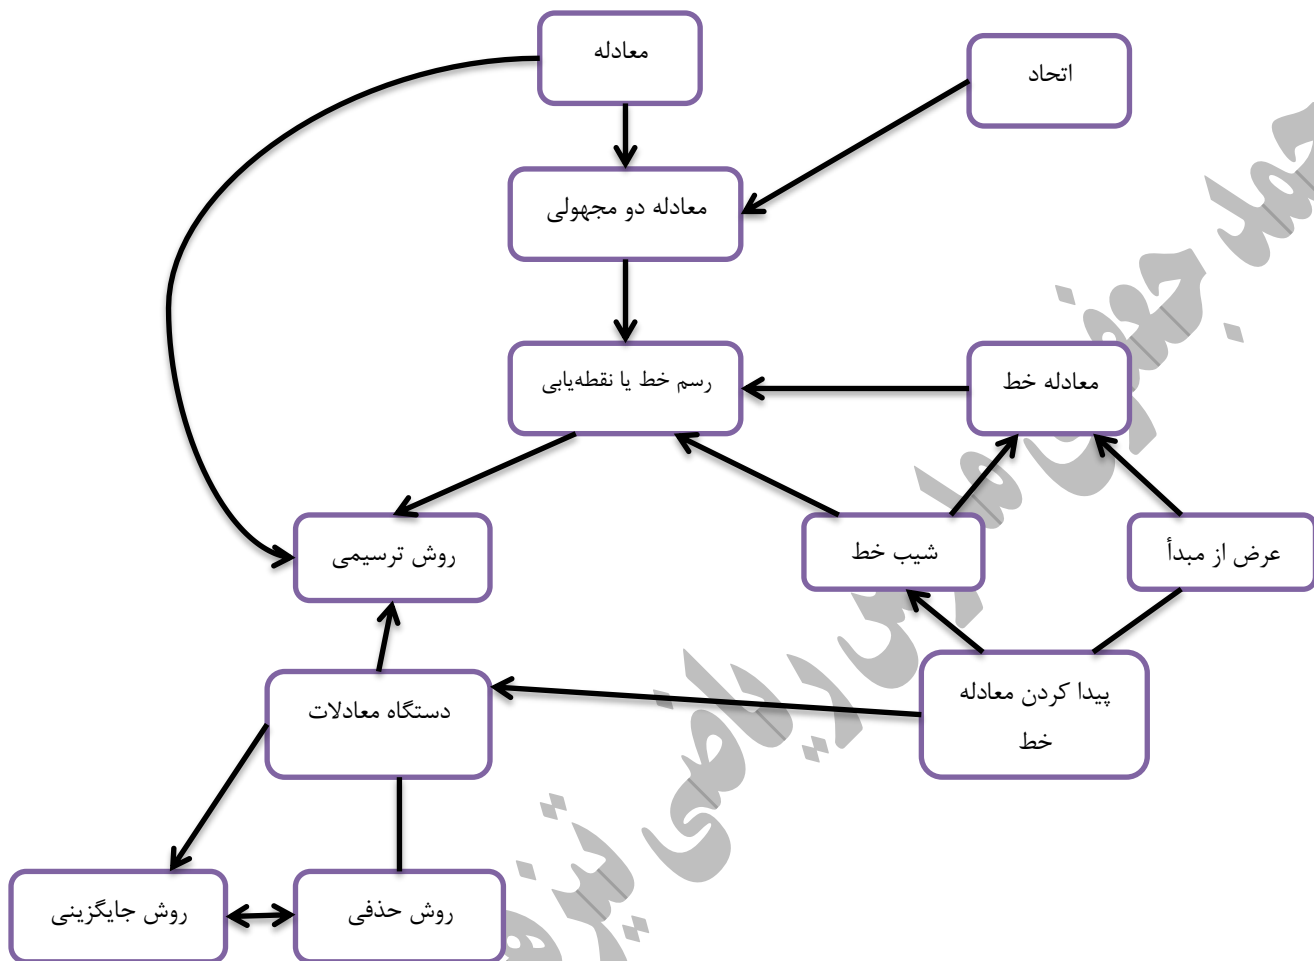 معادله
اتحاد
معادله دو مجهولی
رسم خط یا نقطه‌یابی
معادله خط
روش ترسیمی
شیب خط
عرض از مبدأ
دستگاه معادلات
پیدا کردن معادله
خط
روش جایگزینی
روش حذفی